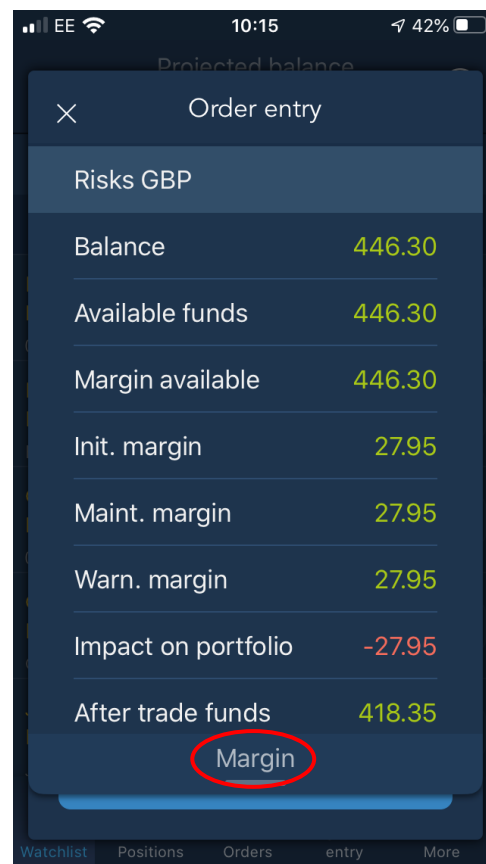 EE 10:15 42%
Projected balance
Order entry
Risks GBP
Balance 446.30
Available funds 446.30
Margin available 446.30
Init. margin 27.95
Maint. margin 27.95
Warn. margin 27.95
Impact on portfolio -27.95
After trade funds 418.35
Margin
Watchlist Positions Orders entry More